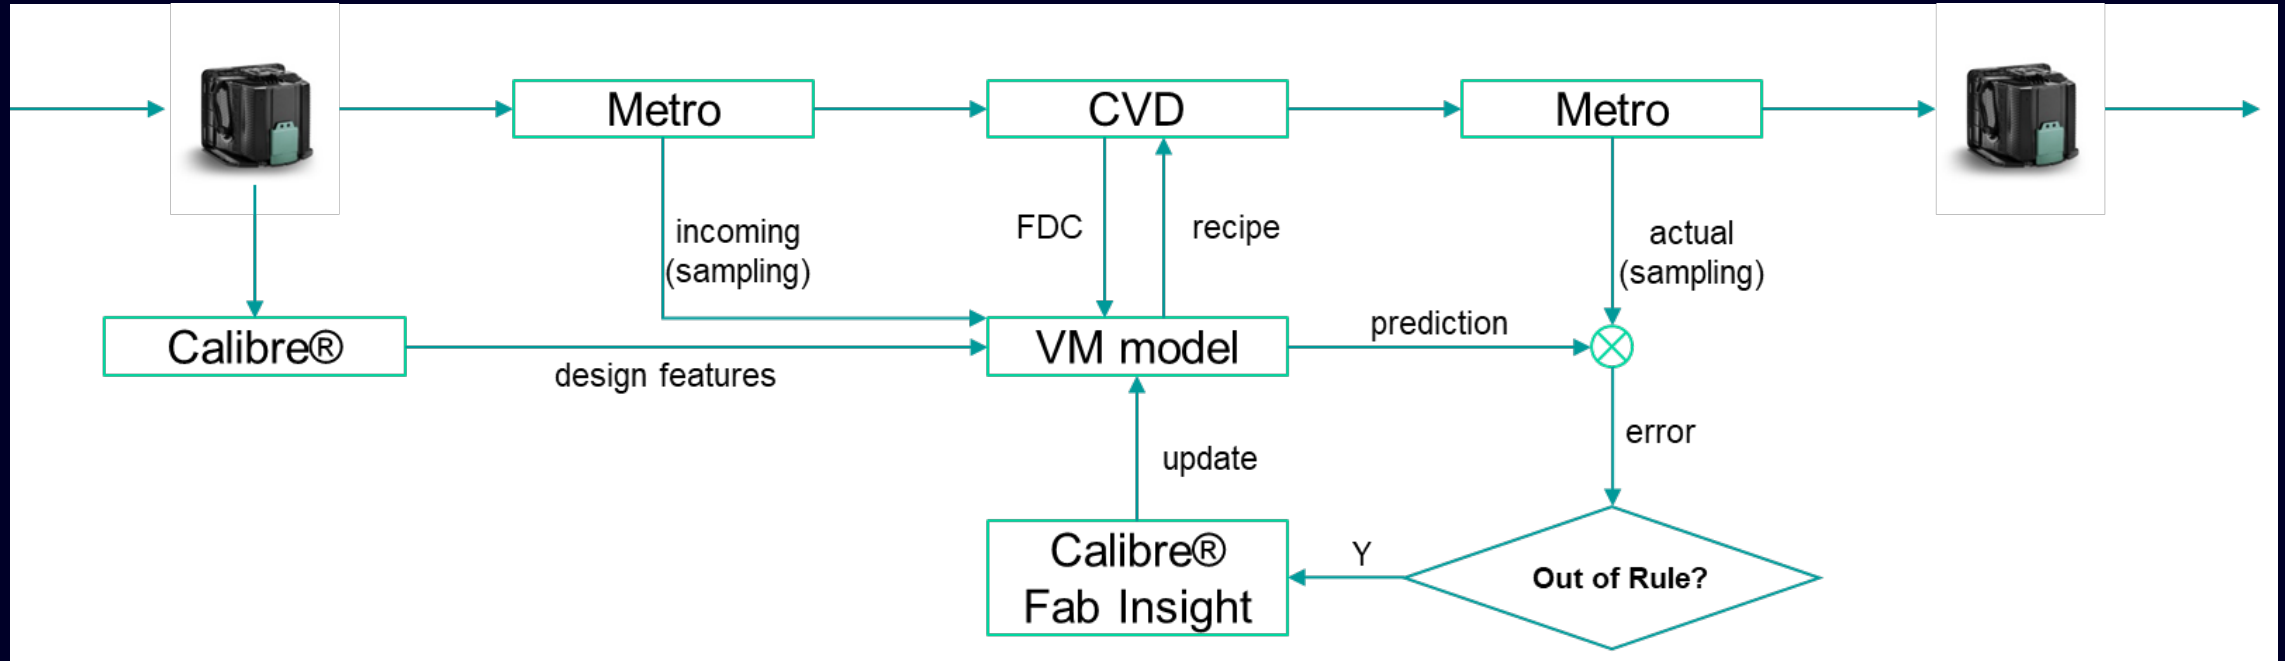 Metro
CVD
Metro
incoming
(sampling)
FDC
recipe
actual
(sampling)
Calibre®
design features
VM model
prediction
update
error
Calibre®
Fab Insight
Y
Out of Rule?